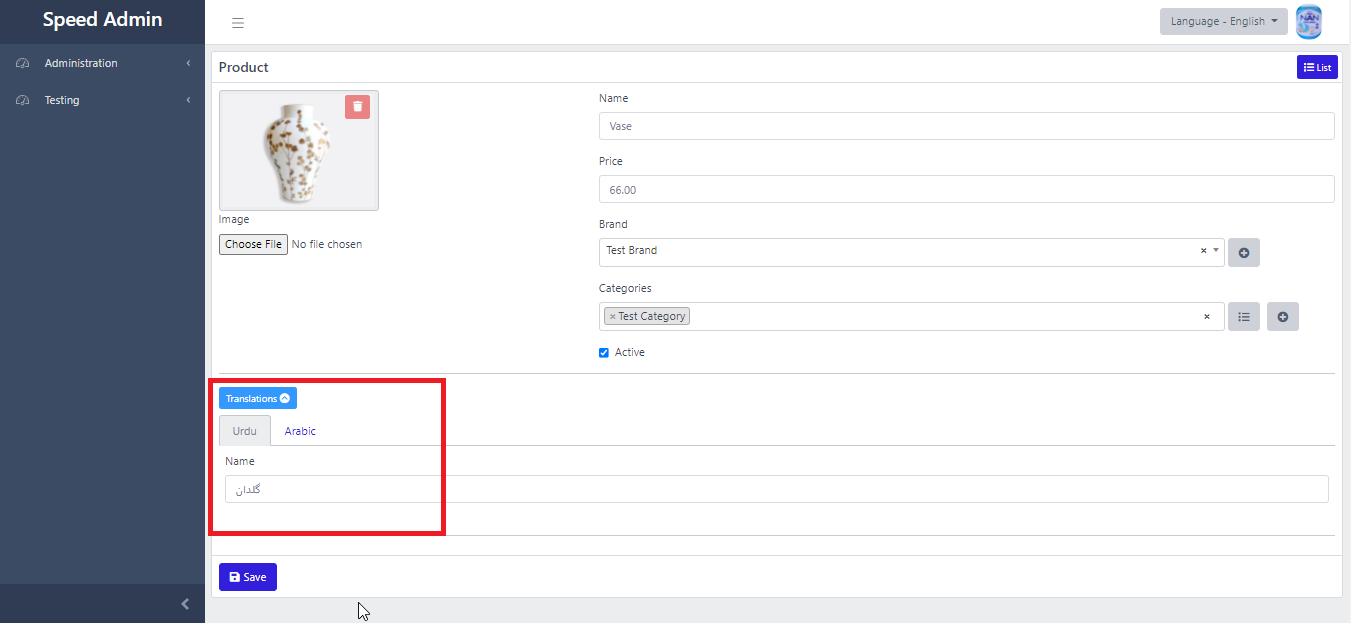 Speed Admin
Language - English
NAN
Administration
Testing
Product
List
Image
Choose File No file chosen
Name
Vase
Price
66.00
Brand
Test Brand
Categories
× Test Category
Active
Translations
Urdu Arabic
Name
گلدان
Save